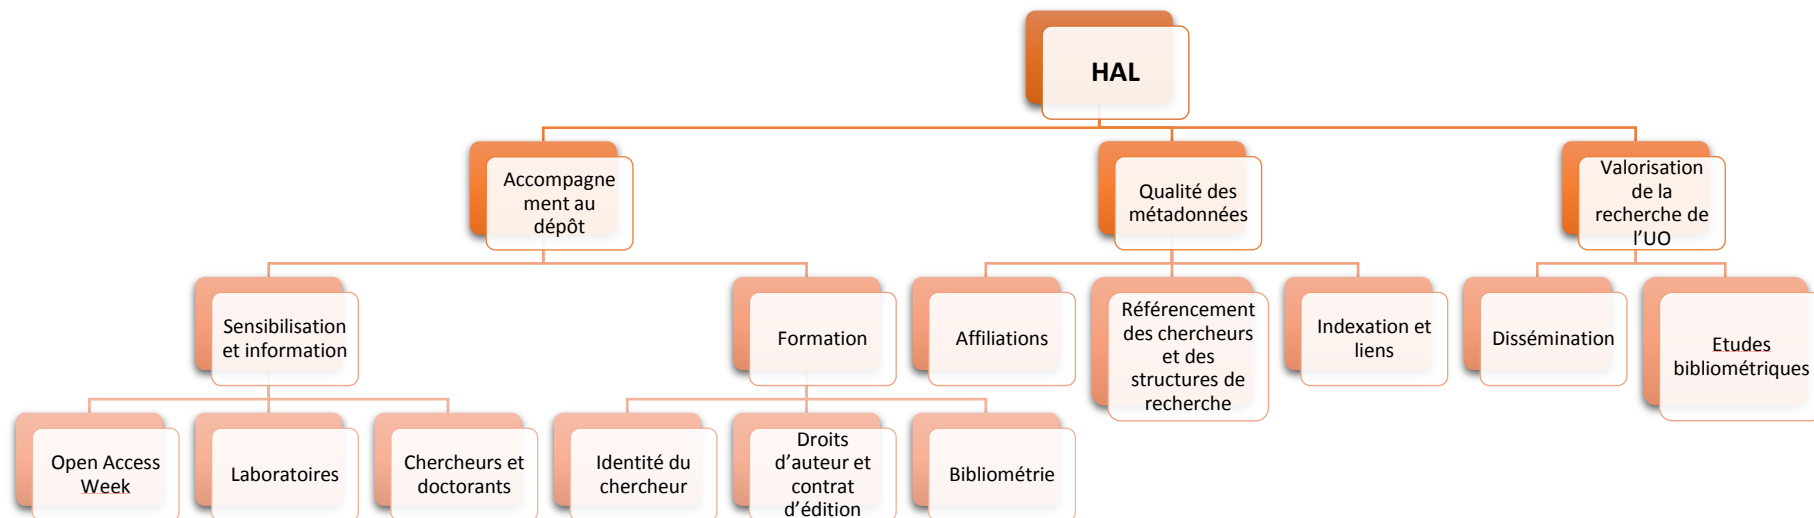 HAL
Accompagne
ment au
dépôt
Qualité des
métadonnées
Valorisation
de la
recherche de
l’UO
Sensibilisation
et information
Formation
Affiliations
Référencement
des chercheurs
et des
structures de
recherche
Indexation et
liens
Dissémination
Etudes
bibliométriques
Open Access
Week
Laboratoires
Chercheurs et
doctorants
Identité du
chercheur
Droits
d’auteur et
contrat
d’édition
Bibliométrie